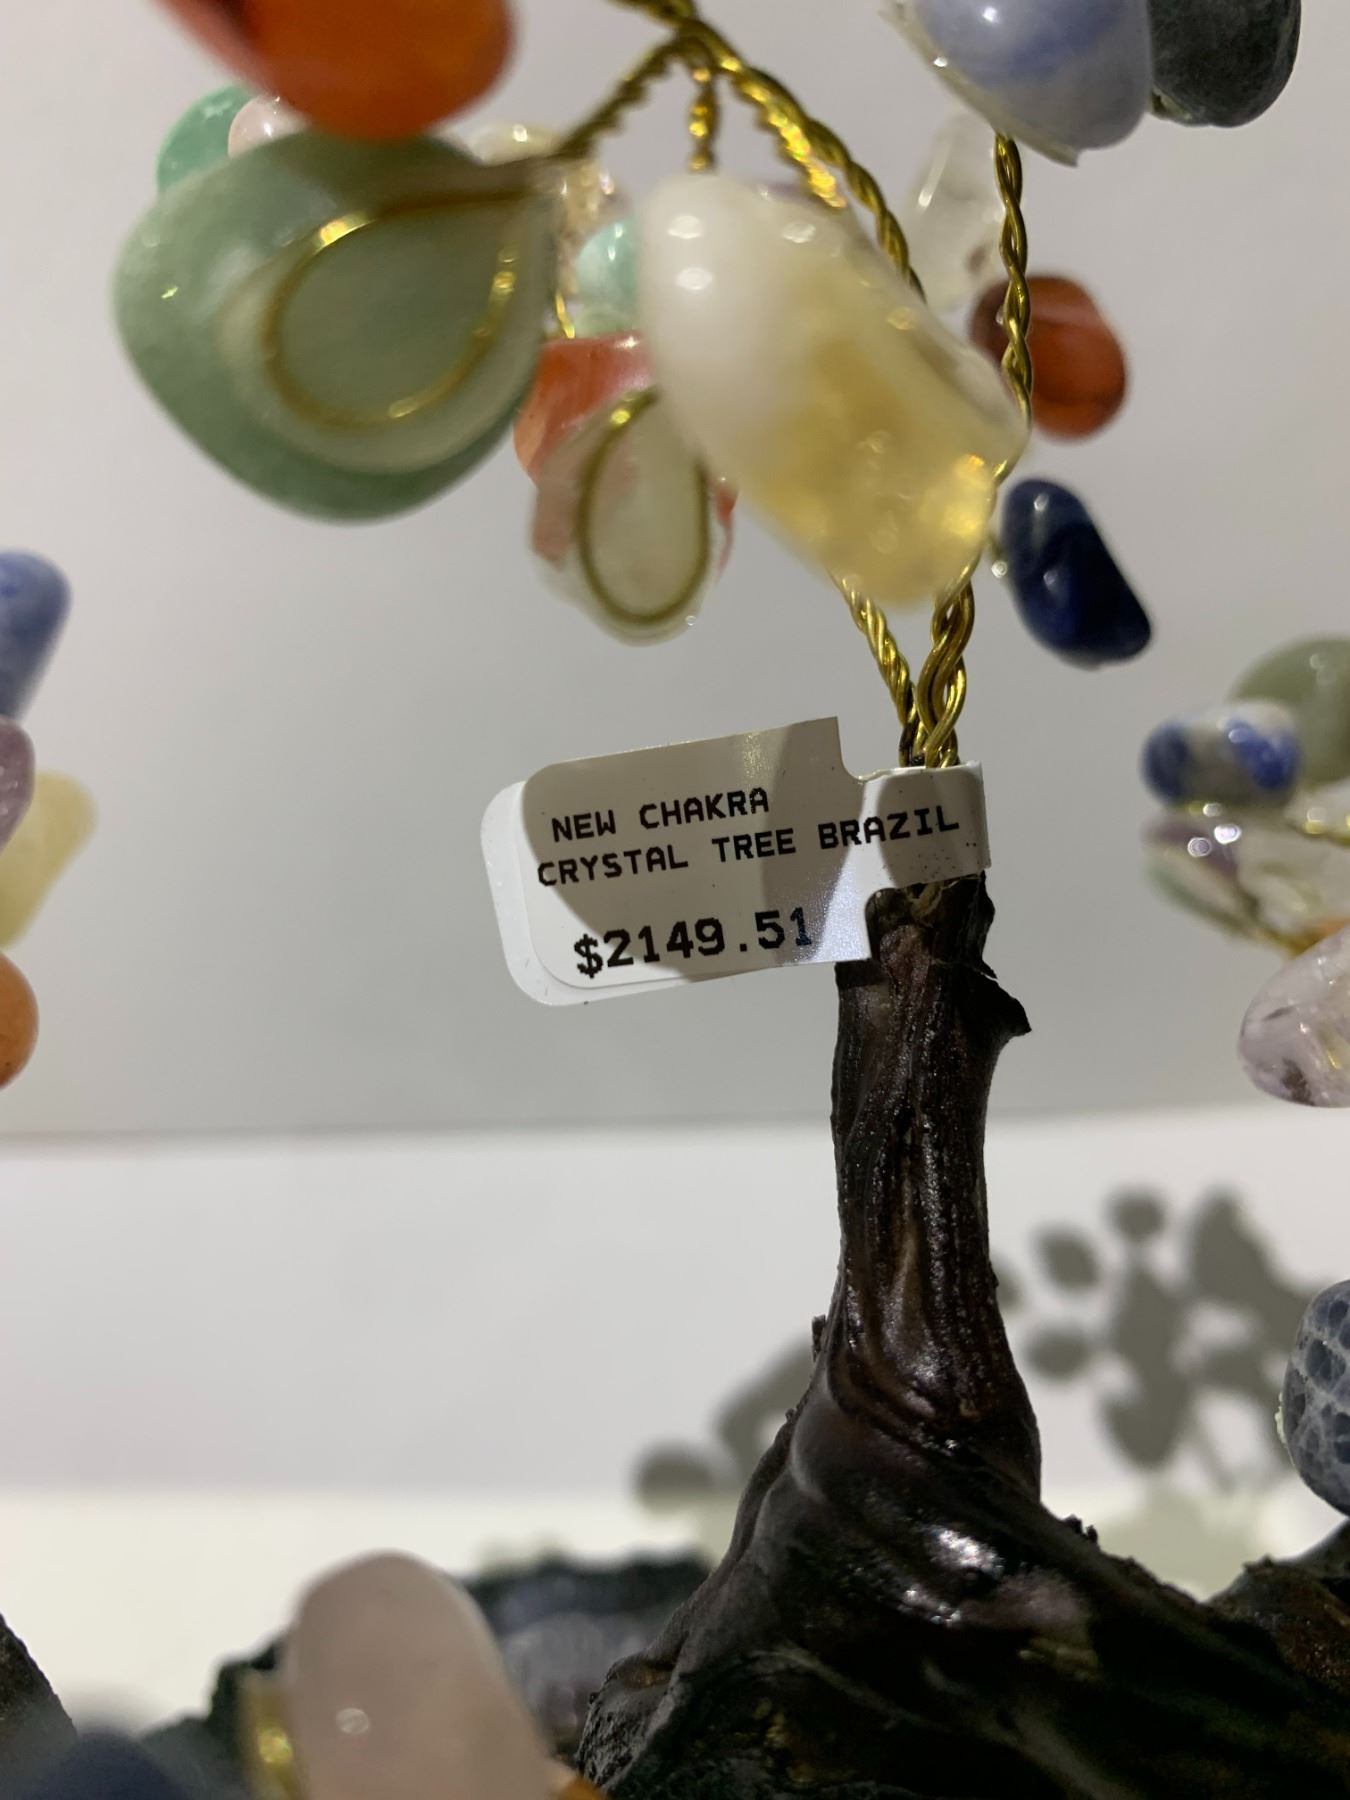 NEW CHAKRA
CRYSTAL TREE BRAZIL
$2149.51